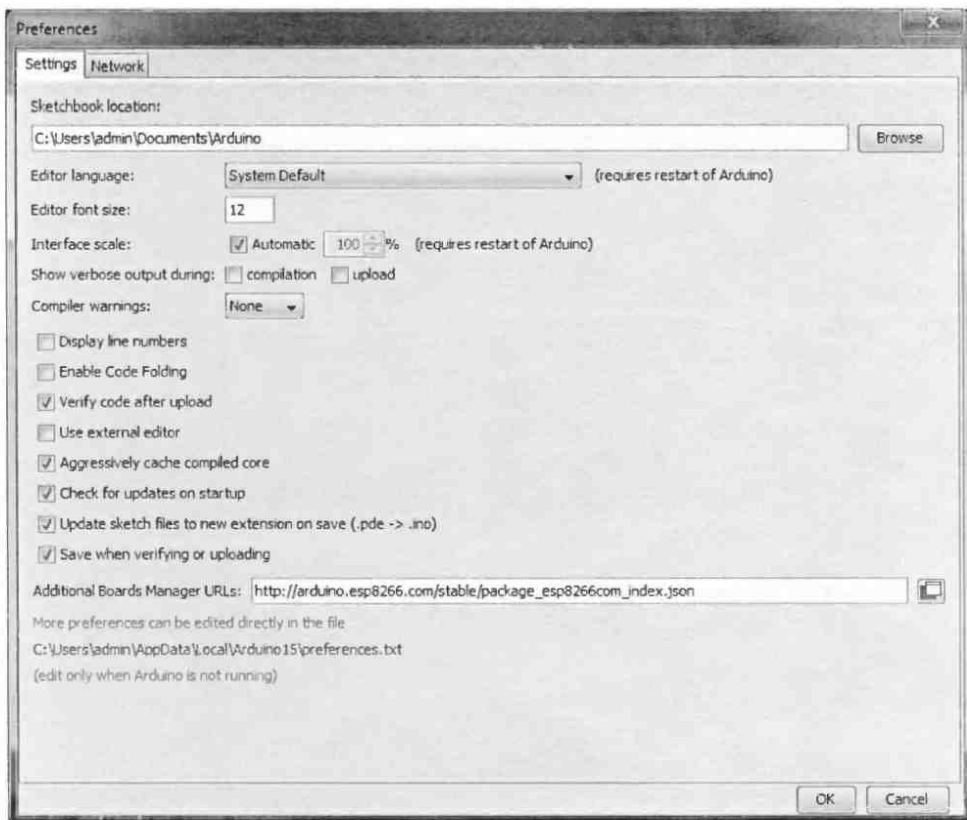 Preferences
Settings Network
Sketchbook location:
C:\Users\admin\Documents\Arduino Browse
Editor language: System Default (requires restart of Arduino)
Editor font size: 12
Interface scale: Automatic 100 % (requires restart of Arduino)
Show verbose output during: compilation upload
Compiler warnings: None
Display line numbers
Enable Code Folding
Verify code after upload
Use external editor
Aggressively cache compiled core
Check for updates on startup
Update sketch files to new extension on save (.pde -> .ino)
Save when verifying or uploading
Additional Boards Manager URLs: http://arduino.esp8266.com/stable/package_esp8266com_index.json
More preferences can be edited directly in the file
C:\Users\admin\AppData\Local\Arduino15\preferences.txt
(edit only when Arduino is not running)
OK Cancel